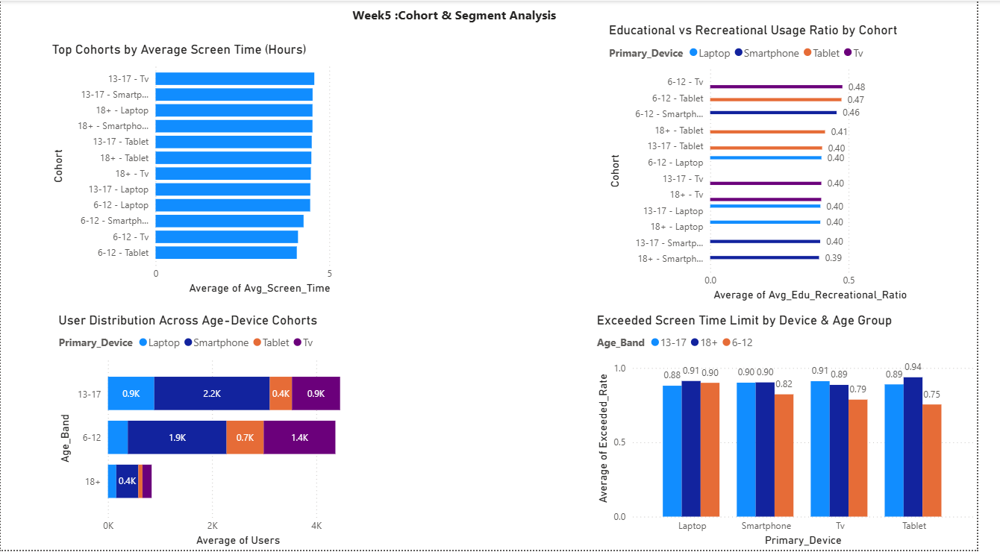 Week5 :Cohort & Segment Analysis
Top Cohorts by Average Screen Time (Hours)
Cohort
13-17 - Tv
13-17 - Smartp...
18+ - Laptop
18+ - Smartpho...
13-17 - Tablet
18+ - Tablet
18+ - Tv
13-17 - Laptop
6-12 - Laptop
6-12 - Smartph...
6-12 - Tv
6-12 - Tablet
0 5
Average of Avg_Screen_Time
Educational vs Recreational Usage Ratio by Cohort
Primary_Device Laptop Smartphone Tablet Tv
Cohort
6-12 - Tv 0.48
6-12 - Tablet 0.47
6-12 - Smartph... 0.46
18+ - Tablet 0.41
13-17 - Tablet 0.40
6-12 - Laptop 0.40
13-17 - Tv 0.40
18+ - Tv
13-17 - Laptop 0.40
18+ - Laptop 0.40
13-17 - Smartp... 0.40
18+ - Smartph... 0.39
0.0 0.5
Average of Avg_Edu_Recreational_Ratio
User Distribution Across Age-Device Cohorts
Primary_Device Laptop Smartphone Tablet Tv
Age_Band
13-17 0.9K 2.2K 0.4K 0.9K
6-12 1.9K 0.7K 1.4K
18+ 0.4K
0K 2K 4K
Average of Users
Exceeded Screen Time Limit by Device & Age Group
Age_Band 13-17 18+ 6-12
Average of Exceeded_Rate
1.0
0.5
0.0
0.88 0.91 0.90 0.90 0.90 0.82 0.91 0.89 0.79 0.89 0.94 0.75
Laptop Smartphone Tv Tablet
Primary_Device